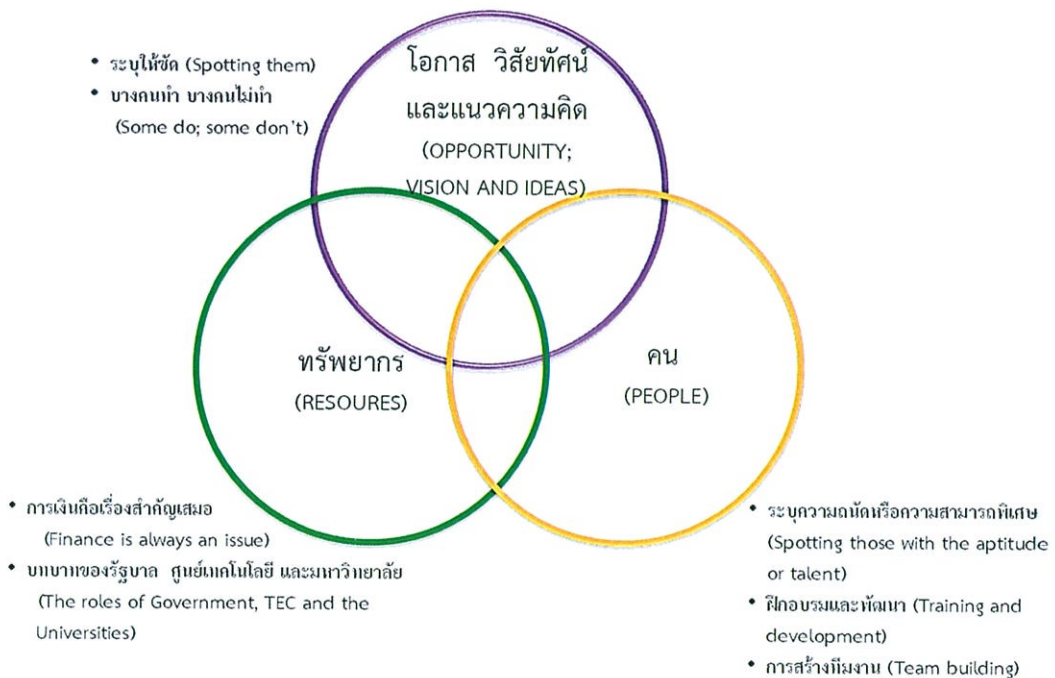 • ระบุให้ชัด (Spotting them)
• บางคนทำ บางคนไม่ทำ
(Some do; some don't)
โอกาส วิสัยทัศน์
และแนวความคิด
(OPPORTUNITY;
VISION AND IDEAS)
ทรัพยากร
(RESOURES)
คน
(PEOPLE)
• การเงินคือเรื่องสำคัญเสมอ
(Finance is always an issue)
• บทบาทของรัฐบาล ศูนย์เทคโนโลยี และมหาวิทยาลัย
(The roles of Government, TEC and the
Universities)
• ระบุความถนัดหรือความสามารถพิเศษ
(Spotting those with the aptitude
or talent)
• ฝึกอบรมและพัฒนา (Training and
development)
• การสร้างทีมงาน (Team building)